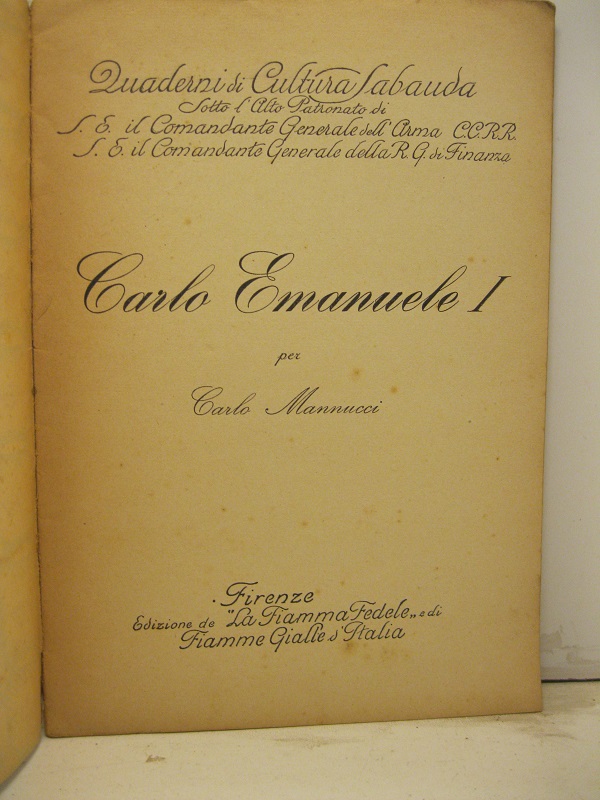 Quaderni di Cultura Sabauda
Sotto l'Alto Patronato di
S. E. il Comandante Generale dell'Arma CC.RR.
S. E. il Comandante Generale della R. G. di Finanza
Carlo Emanuele I
per
Carlo Mannucci
Firenze
Edizione de "La Fiamma Fedele„ e di
Fiamme Gialle d'Italia